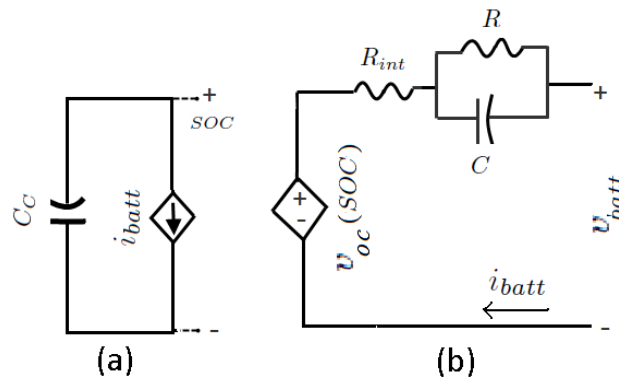 +
SOC
C_C
i_batt
-
(a)
R
R_int
C
+
+
-
v_oc(SOC)
v_batt
i_batt
-
(b)